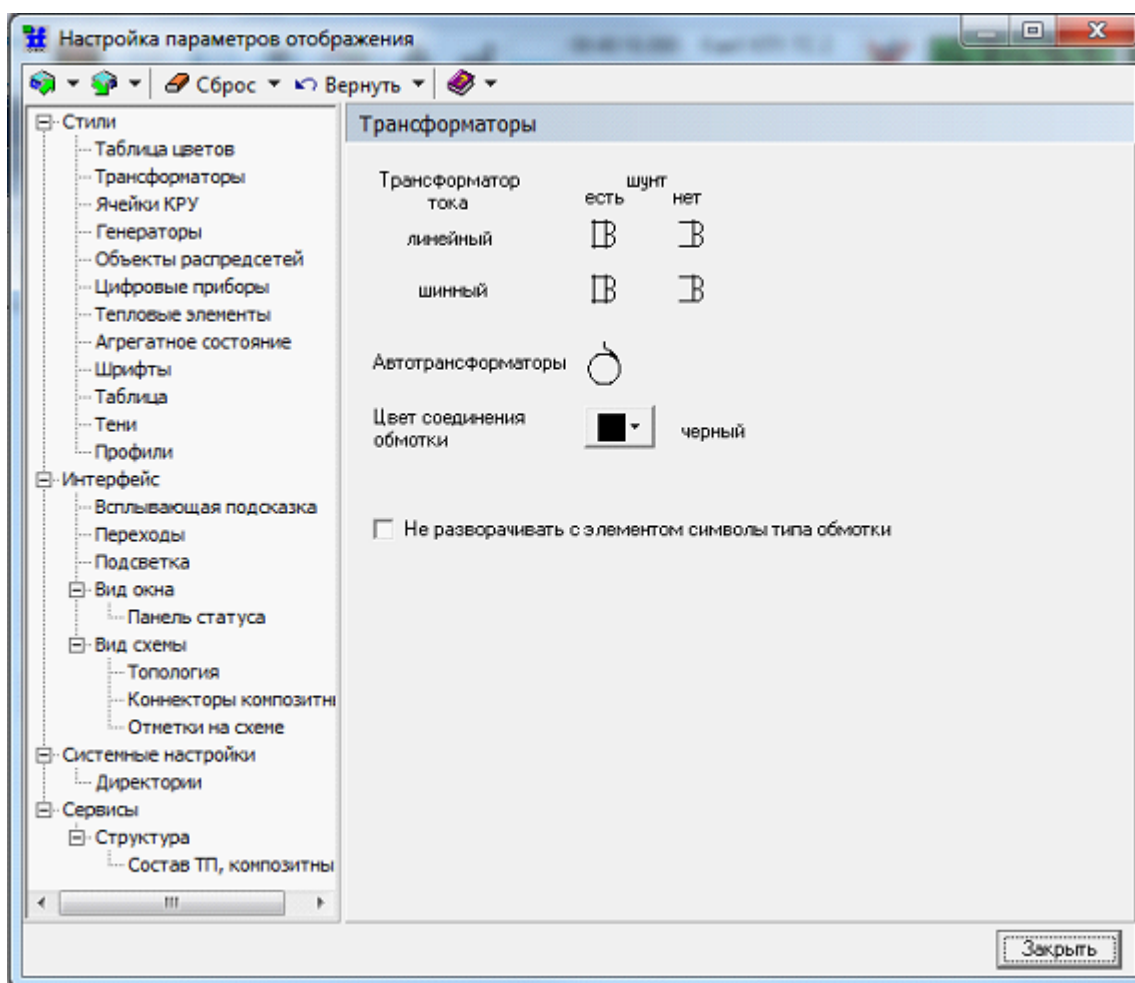 Настройка параметров отображения
Сброс Вернуть
Стили
Таблица цветов
Трансформаторы
Ячейки КРУ
Генераторы
Объекты распредсетей
Цифровые приборы
Тепловые элементы
Агрегатное состояние
Шрифты
Таблица
Тени
Профили
Интерфейс
Всплывающая подсказка
Переходы
Подсветка
Вид окна
Панель статуса
Вид схемы
Топология
Коннекторы композитны
Отметки на схеме
Системные настройки
Директории
Сервисы
Структура
Состав ТП, композитны
Трансформаторы
Трансформатор
тока
шунт
есть нет
линейный
шинный
Автотрансформаторы
Цвет соединения
обмотки
черный
Не разворачивать с элементом символы типа обмотки
Закрыть